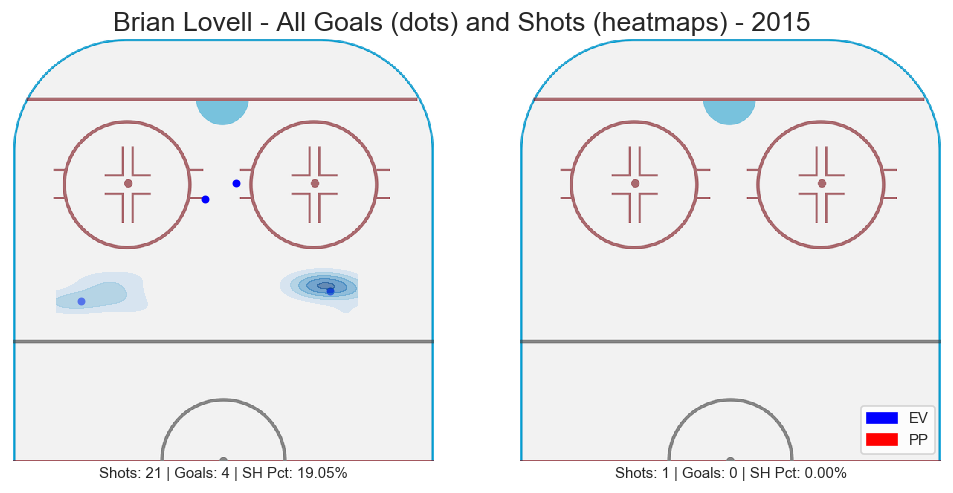 Brian Lovell - All Goals (dots) and Shots (heatmaps) - 2015
EV
PP
Shots: 21 | Goals: 4 | SH Pct: 19.05%
Shots: 1 | Goals: 0 | SH Pct: 0.00%